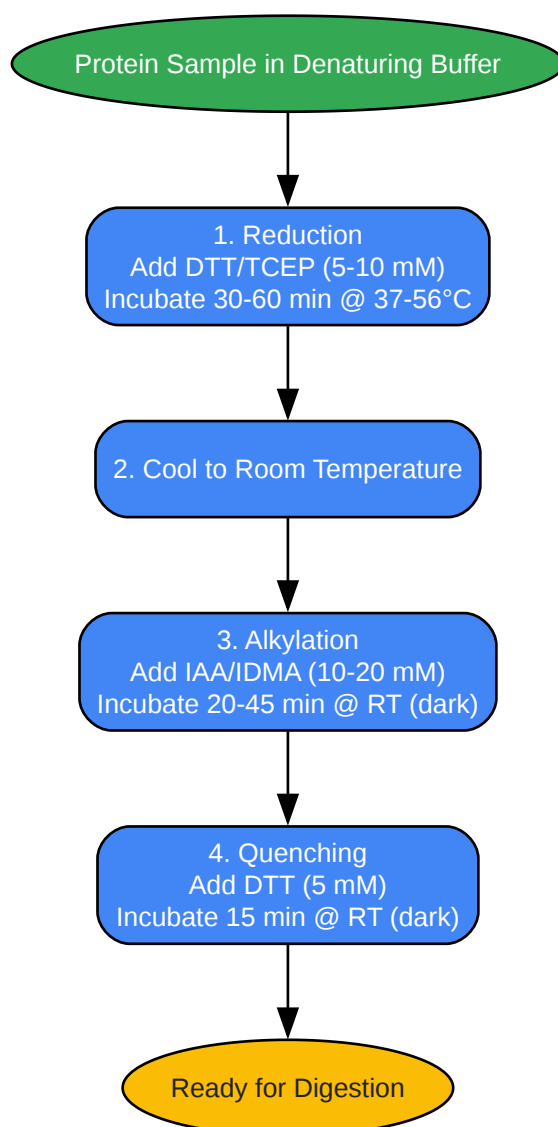 Protein Sample in Denaturing Buffer
1. Reduction
Add DTT/TCEP (5-10 mM)
Incubate 30-60 min @ 37-56°C
2. Cool to Room Temperature
3. Alkylation
Add IAA/IDMA (10-20 mM)
Incubate 20-45 min @ RT (dark)
4. Quenching
Add DTT (5 mM)
Incubate 15 min @ RT (dark)
Ready for Digestion